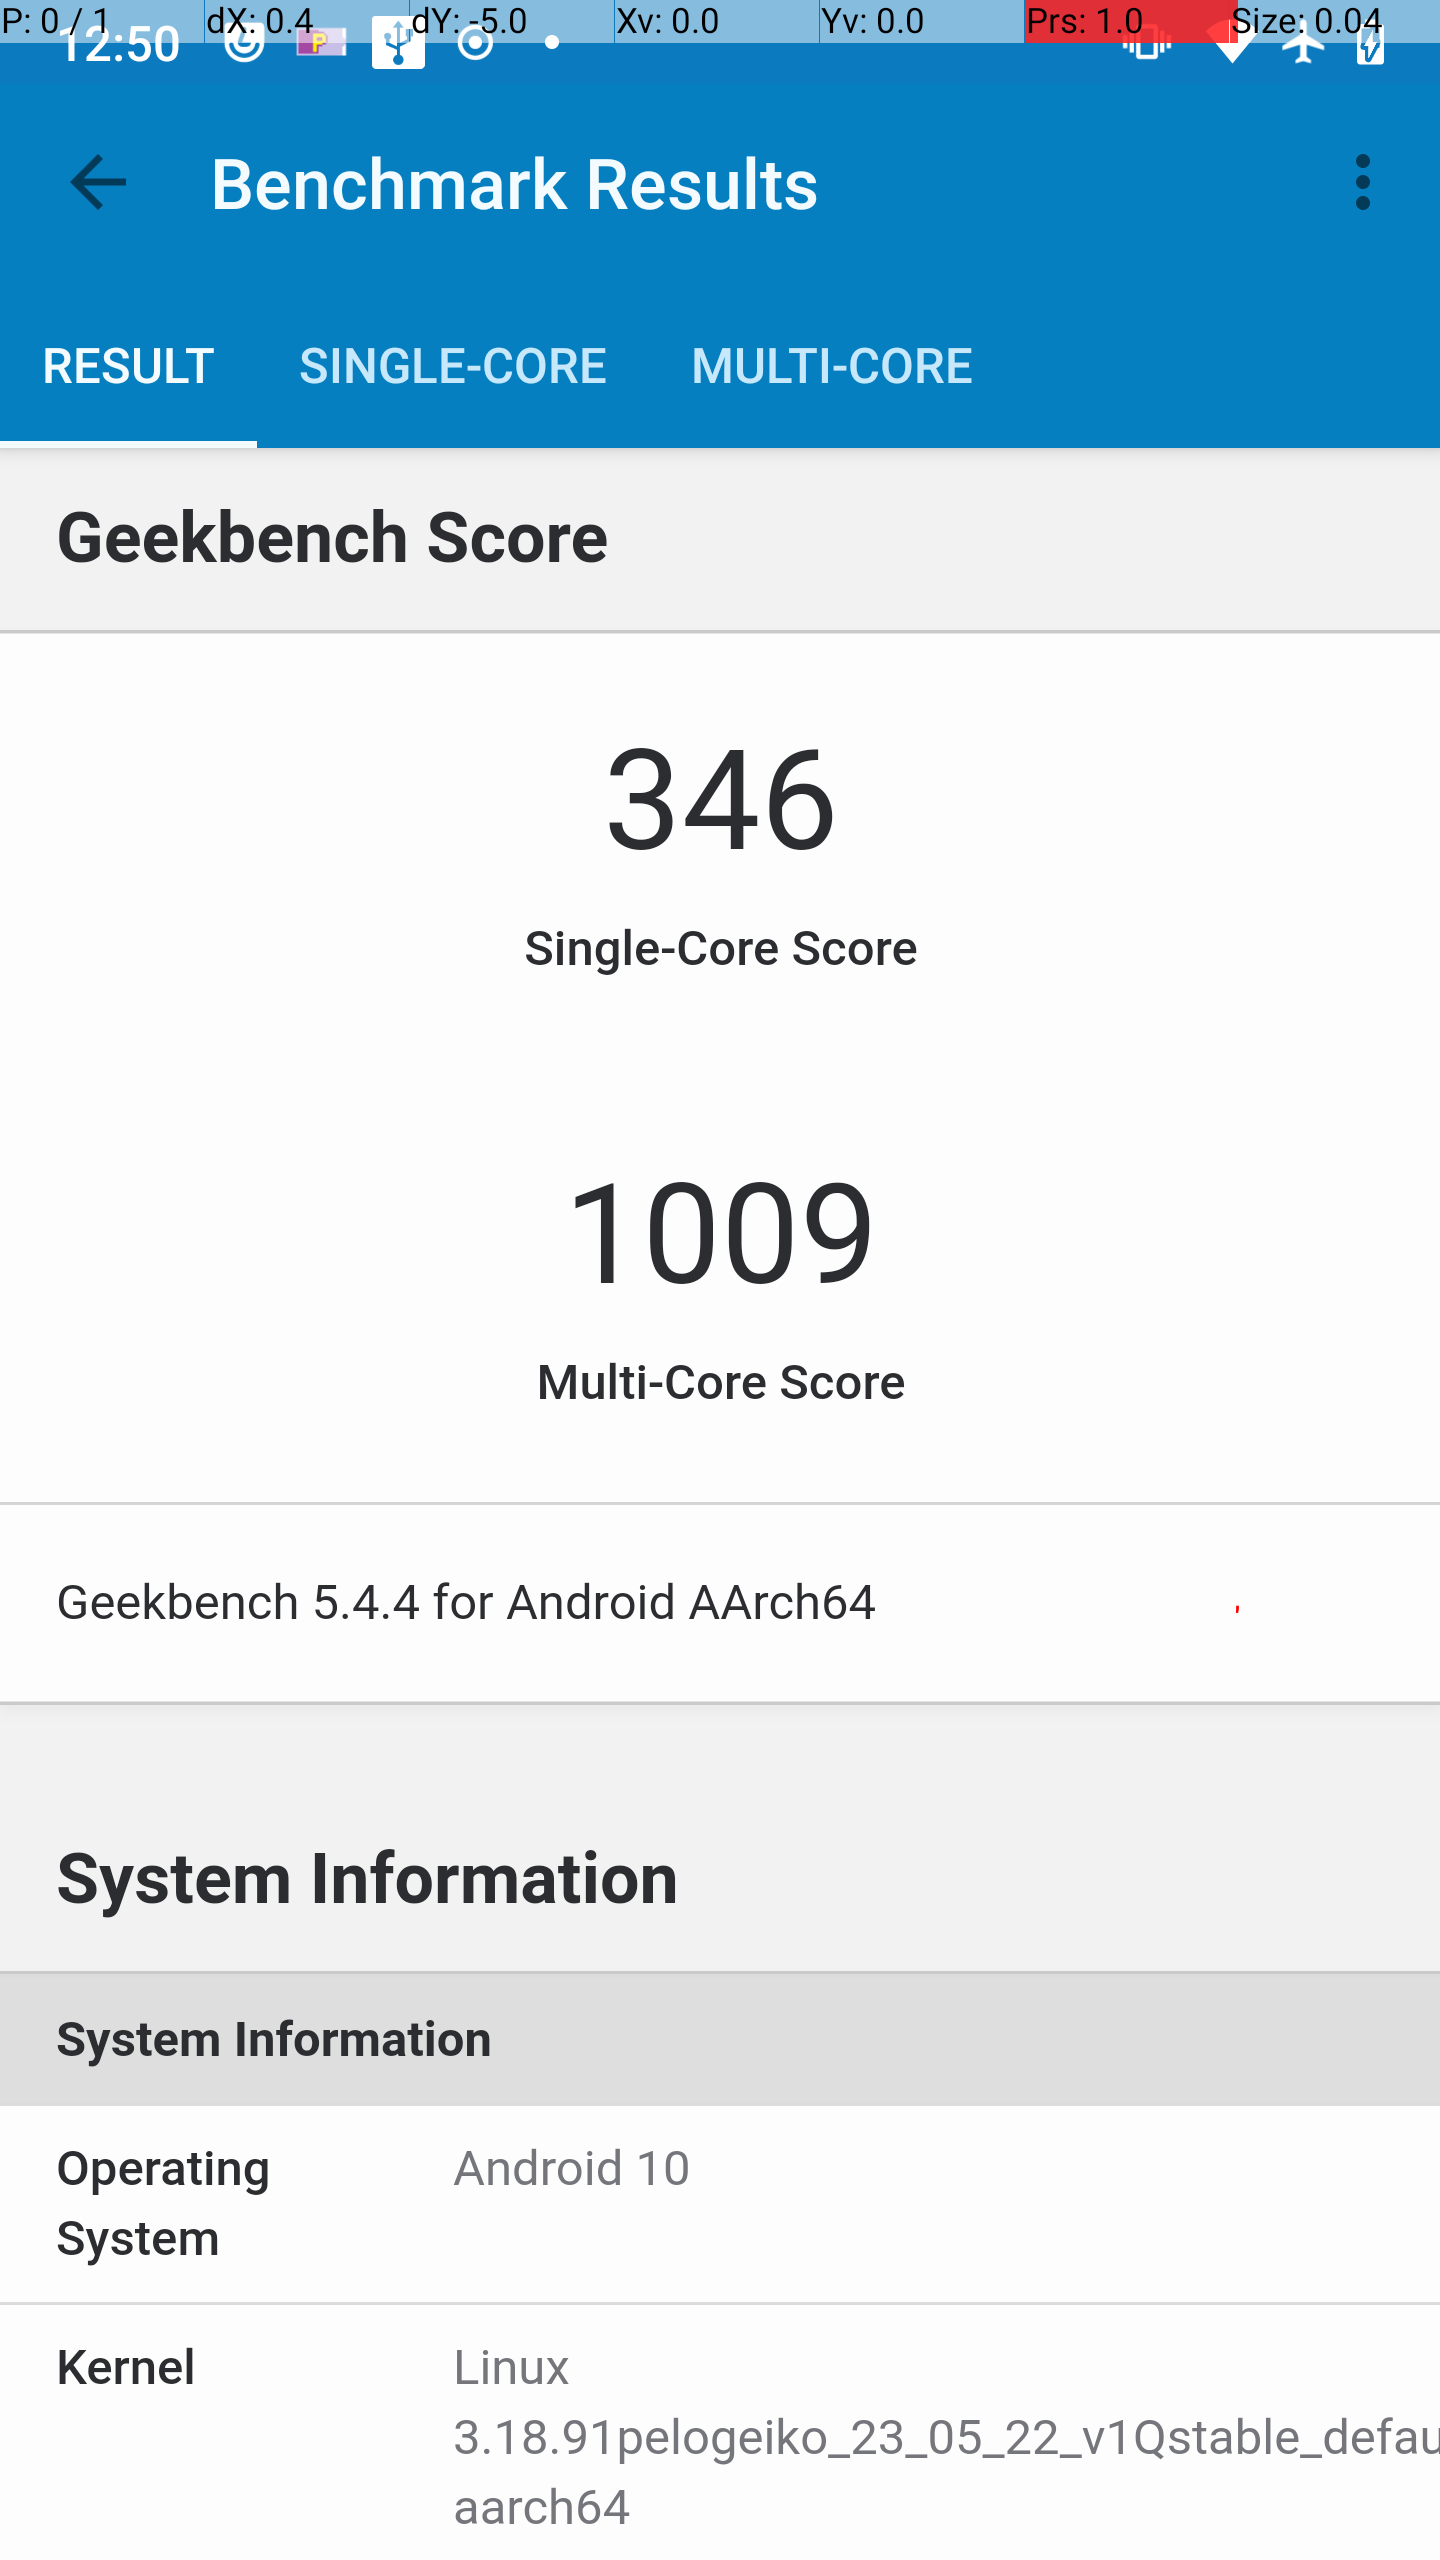 P: 0 / 1 dX: 0.4 dY: -5.0 Xv: 0.0 Yv: 0.0 Prs: 1.0 Size: 0.04
12:50 P
Benchmark Results
RESULT SINGLE-CORE MULTI-CORE
Geekbench Score
346
Single-Core Score
1009
Multi-Core Score
Geekbench 5.4.4 for Android AArch64
System Information
System Information
Operating Android 10
System
Kernel Linux
3.18.91pelogeiko_23_05_22_v1Qstable_defau
aarch64